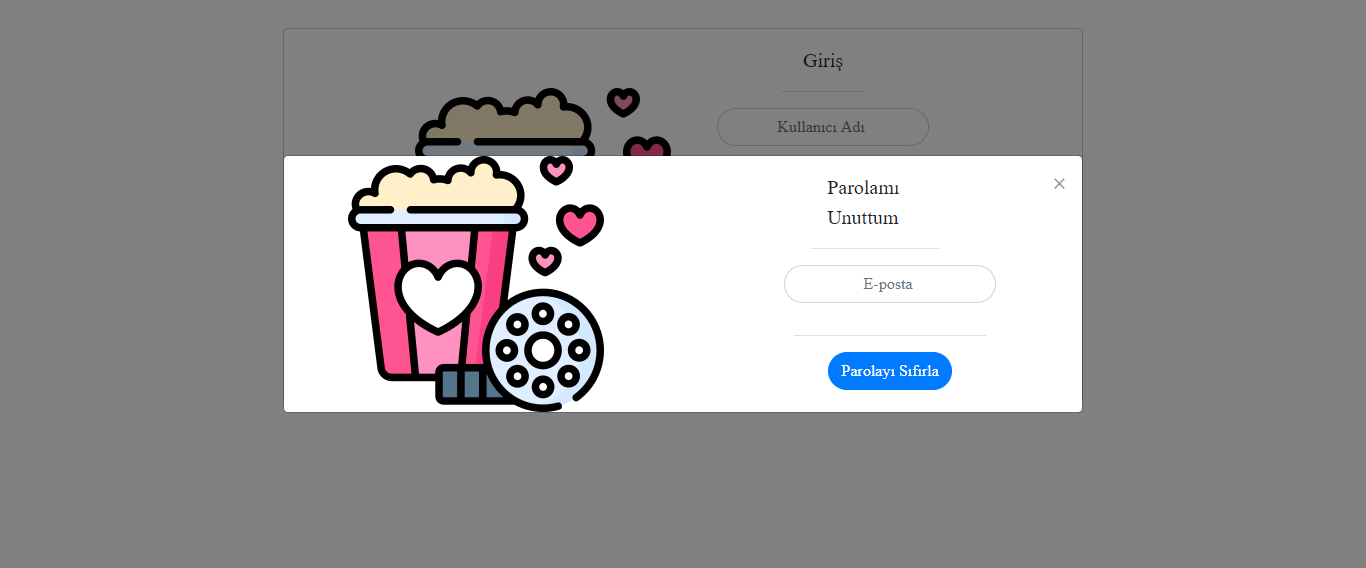 Giriş
Kullanıcı Adı
Parolamı
Unuttum
E-posta
Parolayı Sıfırla